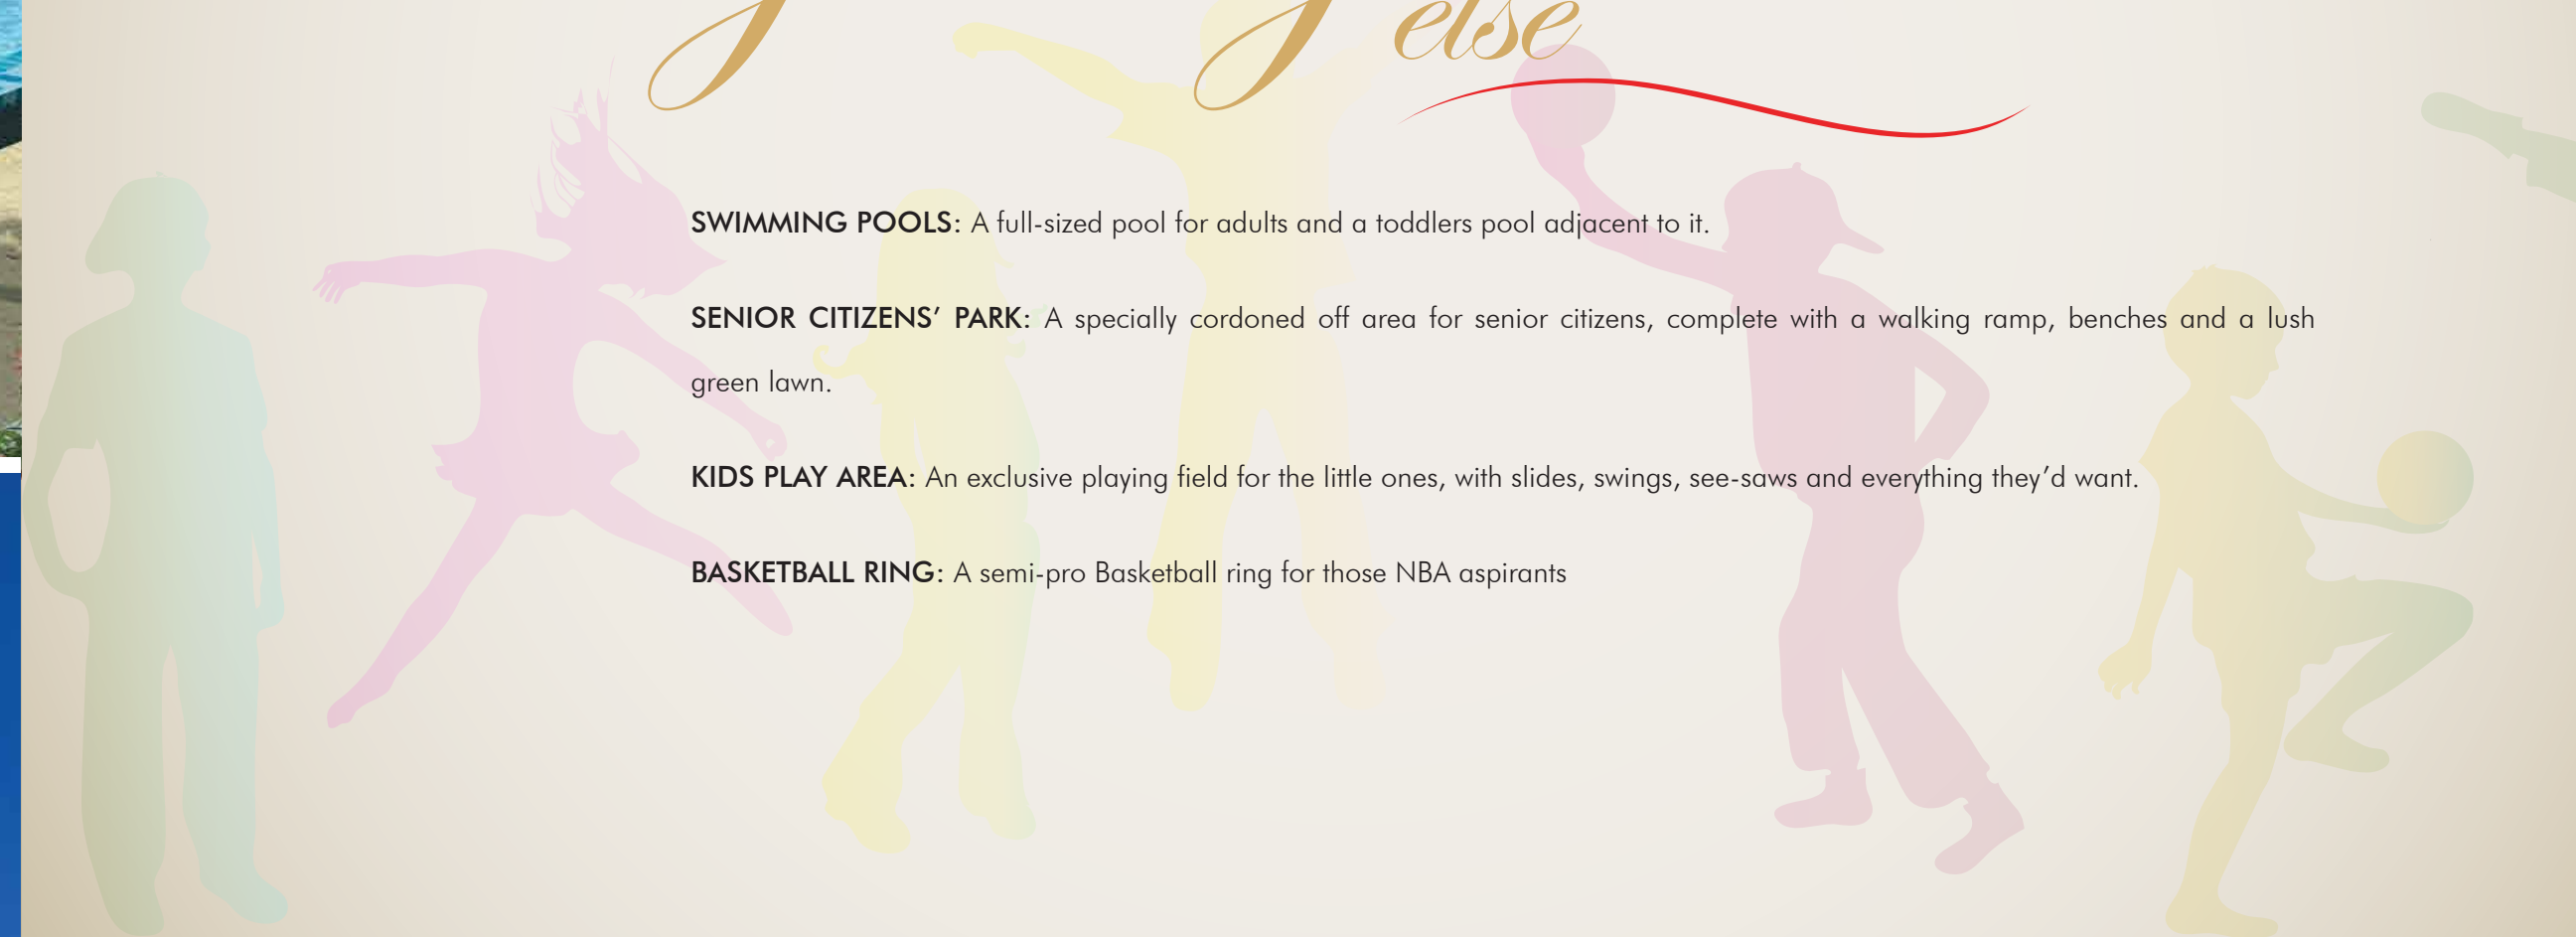 else
SWIMMING POOLS: A full-sized pool for adults and a toddlers pool adjacent to it.
SENIOR CITIZENS’ PARK: A specially cordoned off area for senior citizens, complete with a walking ramp, benches and a lush
green lawn.
KIDS PLAY AREA: An exclusive playing field for the little ones, with slides, swings, see-saws and everything they’d want.
BASKETBALL RING: A semi-pro Basketball ring for those NBA aspirants